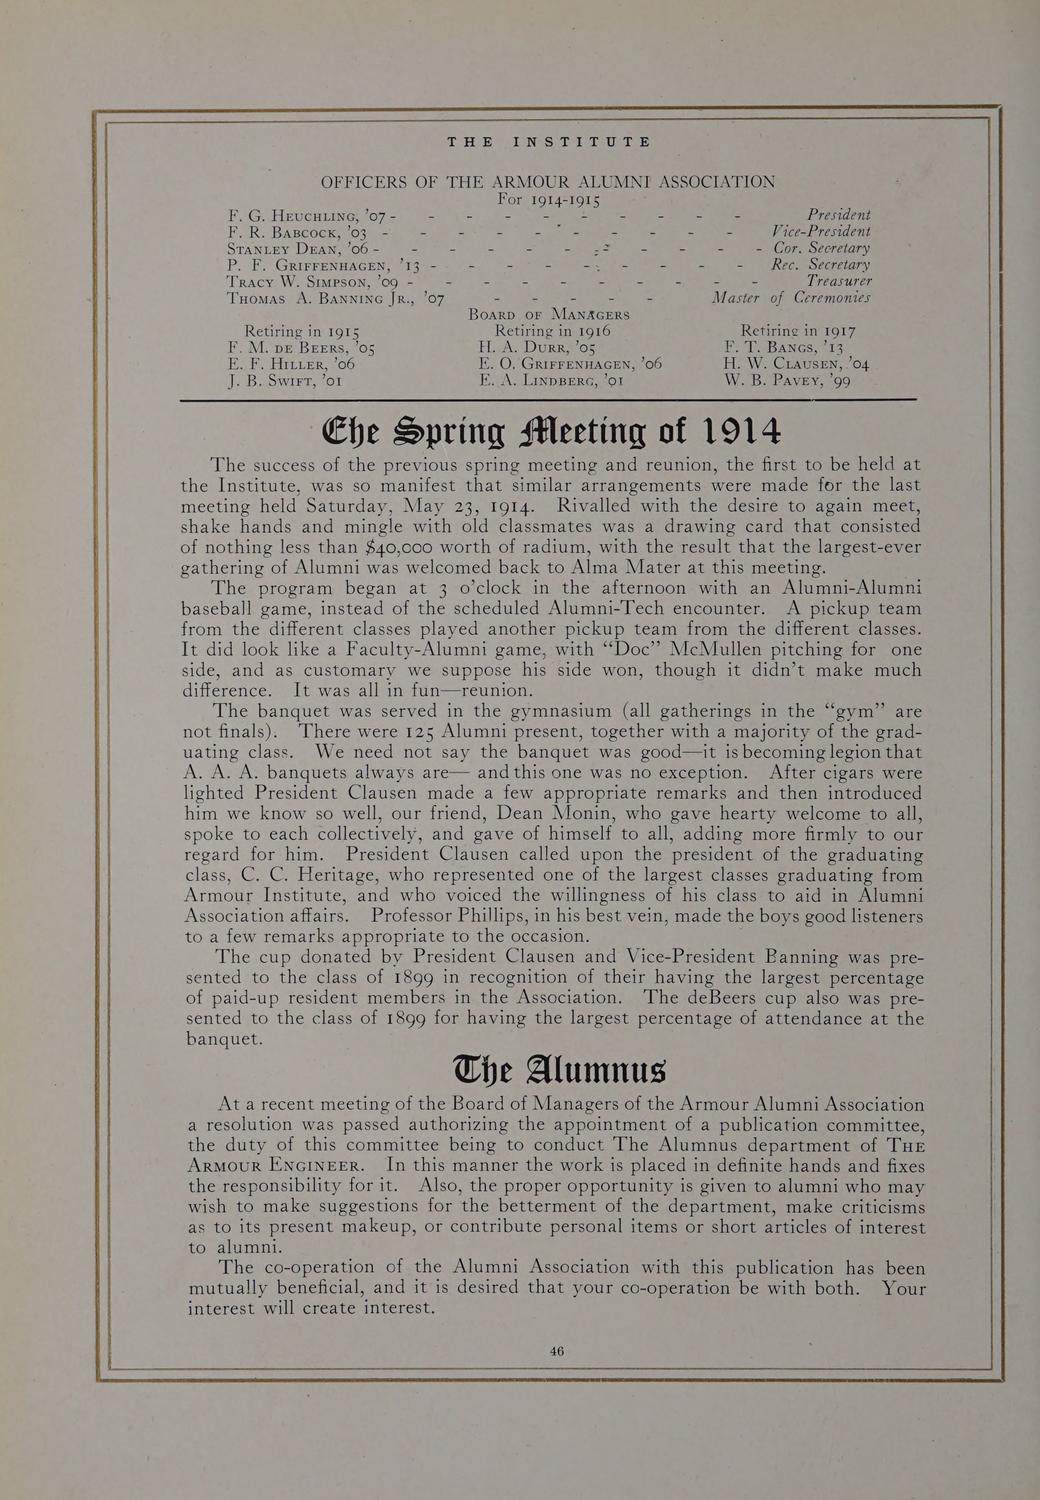 THE INSTITUTE
OFFICERS OF THE ARMOUR ALUMNI ASSOCIATION
For 1914-1915
F. G. Heuchling, ’07 - - - - - - - - - - President
F. R. Babcock, ’03 - - - - - - - - - - Vice-President
Stanley Dean, ’06 - - - - - - - - - - - Cor. Secretary
P. F. Griffenhagen, ’13 - - - - - - - - - Rec. Secretary
Tracy W. Simpson, ’09 - - - - - - - - - - Treasurer
Thomas A. Banning Jr., ’07 - - - - - Master of Ceremonies
Board of Managers
Retiring in 1915 Retiring in 1916 Retiring in 1917
F. M. de Beers, ’05 H. A. Durr, ’05 F. T. Bangs, ’13
E. F. Hiller, ’06 E. O. Griffenhagen, ’06 H. W. Clausen, ’04
J. B. Swift, ’01 E. A. Lindberg, ’01 W. B. Pavey, ’99
The Spring Meeting of 1914
The success of the previous spring meeting and reunion, the first to be held at
the Institute, was so manifest that similar arrangements were made for the last
meeting held Saturday, May 23, 1914. Rivalled with the desire to again meet,
shake hands and mingle with old classmates was a drawing card that consisted
of nothing less than $40,000 worth of radium, with the result that the largest-ever
gathering of Alumni was welcomed back to Alma Mater at this meeting.
The program began at 3 o’clock in the afternoon with an Alumni-Alumni
baseball game, instead of the scheduled Alumni-Tech encounter. A pickup team
from the different classes played another pickup team from the different classes.
It did look like a Faculty-Alumni game, with “Doc” McMullen pitching for one
side, and as customary we suppose his side won, though it didn’t make much
difference. It was all in fun—reunion.
The banquet was served in the gymnasium (all gatherings in the “gym” are
not finals). There were 125 Alumni present, together with a majority of the grad-
uating class. We need not say the banquet was good—it is becoming legion that
A. A. A. banquets always are— and this one was no exception. After cigars were
lighted President Clausen made a few appropriate remarks and then introduced
him we know so well, our friend, Dean Monin, who gave hearty welcome to all,
spoke to each collectively, and gave of himself to all, adding more firmly to our
regard for him. President Clausen called upon the president of the graduating
class, C. C. Heritage, who represented one of the largest classes graduating from
Armour Institute, and who voiced the willingness of his class to aid in Alumni
Association affairs. Professor Phillips, in his best vein, made the boys good listeners
to a few remarks appropriate to the occasion.
The cup donated by President Clausen and Vice-President Banning was pre-
sented to the class of 1899 in recognition of their having the largest percentage
of paid-up resident members in the Association. The deBeers cup also was pre-
sented to the class of 1899 for having the largest percentage of attendance at the
banquet.
The Alumnus
At a recent meeting of the Board of Managers of the Armour Alumni Association
a resolution was passed authorizing the appointment of a publication committee,
the duty of this committee being to conduct The Alumnus department of The
Armour Engineer. In this manner the work is placed in definite hands and fixes
the responsibility for it. Also, the proper opportunity is given to alumni who may
wish to make suggestions for the betterment of the department, make criticisms
as to its present makeup, or contribute personal items or short articles of interest
to alumni.
The co-operation of the Alumni Association with this publication has been
mutually beneficial, and it is desired that your co-operation be with both. Your
interest will create interest.
46